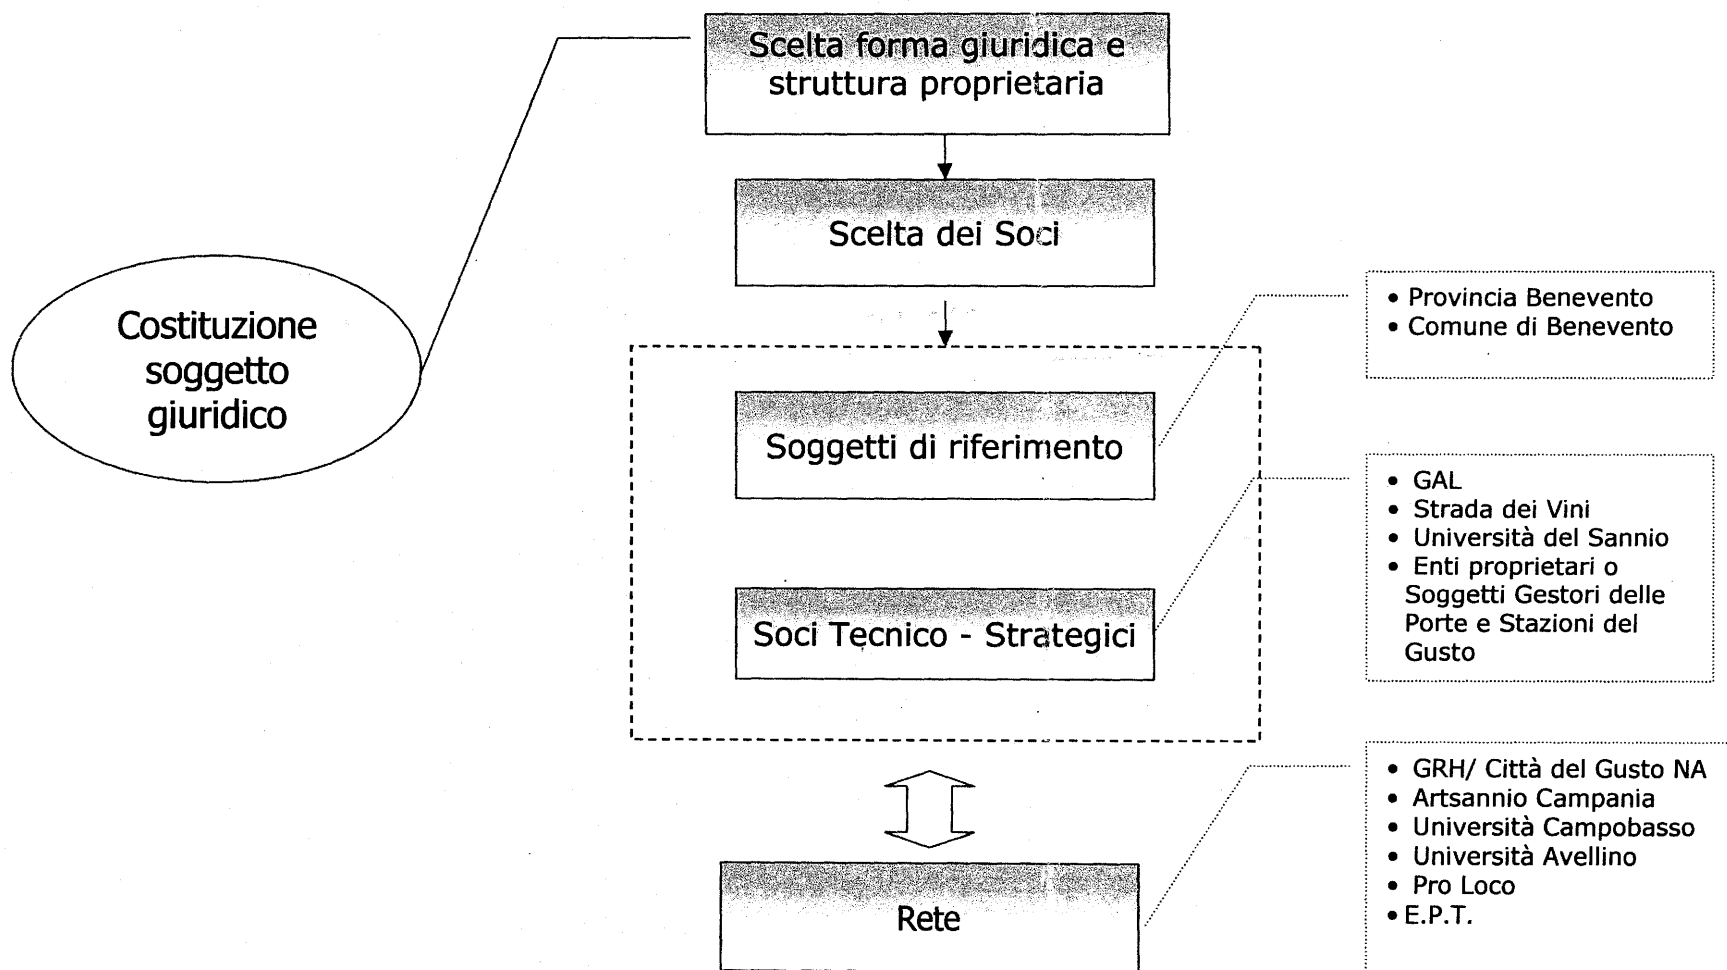 Scelta forma giuridica e
struttura proprietaria
Scelta dei Soci
Costituzione
soggetto
giuridico
• Provincia Benevento
• Comune di Benevento
Soggetti di riferimento
• GAL
• Strada dei Vini
• Università del Sannio
• Enti proprietari o
Soggetti Gestori delle
Porte e Stazioni del
Gusto
Soci Tecnico - Strategici
• GRH/ Città del Gusto NA
• Artsannio Campania
• Università Campobasso
• Università Avellino
• Pro Loco
• E.P.T.
Rete